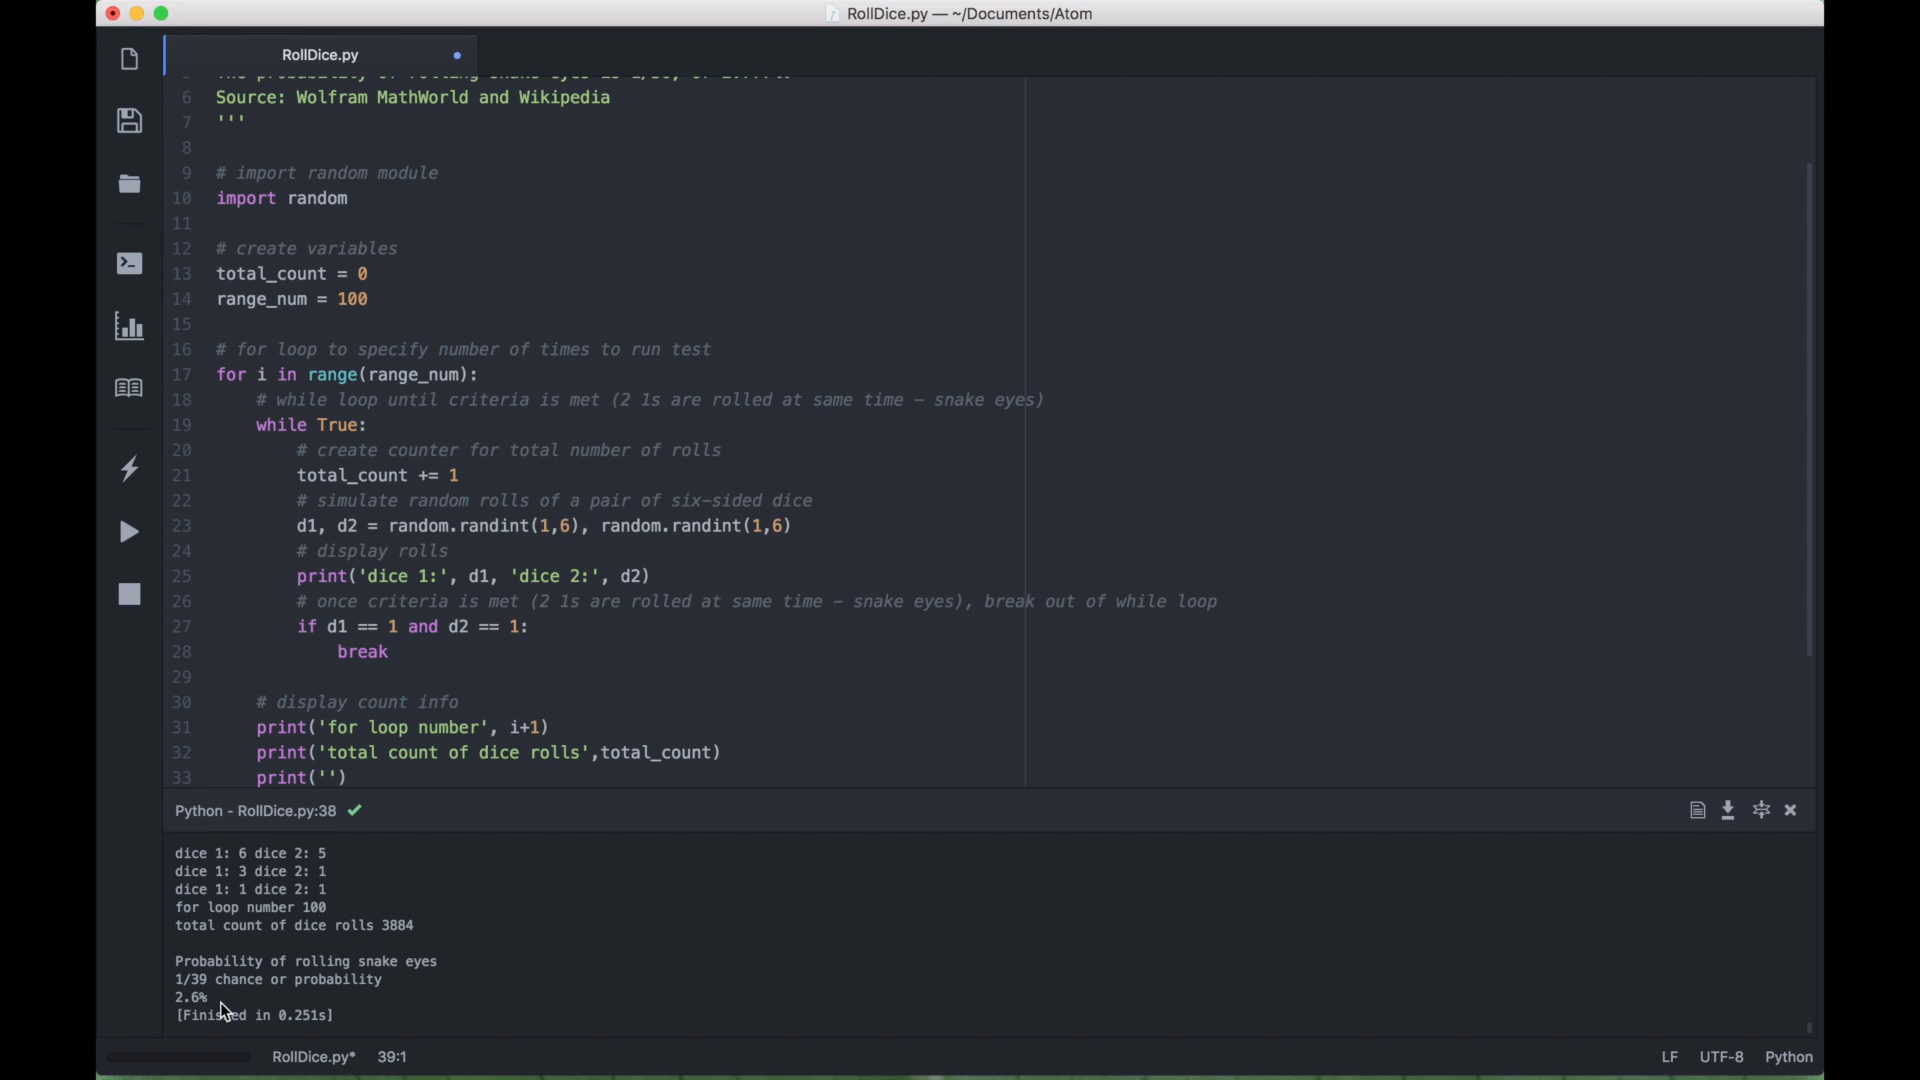 RollDice.py — ~/Documents/Atom
RollDice.py
6 Source: Wolfram MathWorld and Wikipedia
7 '''
8
9 # import random module
10 import random
11
12 # create variables
13 total_count = 0
14 range_num = 100
15
16 # for loop to specify number of times to run test
17 for i in range(range_num):
18 # while loop until criteria is met (2 1s are rolled at same time – snake eyes)
19 while True:
20 # create counter for total number of rolls
21 total_count += 1
22 # simulate random rolls of a pair of six-sided dice
23 d1, d2 = random.randint(1,6), random.randint(1,6)
24 # display rolls
25 print('dice 1:', d1, 'dice 2:', d2)
26 # once criteria is met (2 1s are rolled at same time – snake eyes), break out of while loop
27 if d1 == 1 and d2 == 1:
28 break
29
30 # display count info
31 print('for loop number', i+1)
32 print('total count of dice rolls',total_count)
33 print('')
Python - RollDice.py:38
dice 1: 6 dice 2: 5
dice 1: 3 dice 2: 1
dice 1: 1 dice 2: 1
for loop number 100
total count of dice rolls 3884
Probability of rolling snake eyes
1/39 chance or probability
2.6%
[Finished in 0.251s]
RollDice.py* 39:1 LF UTF-8 Python